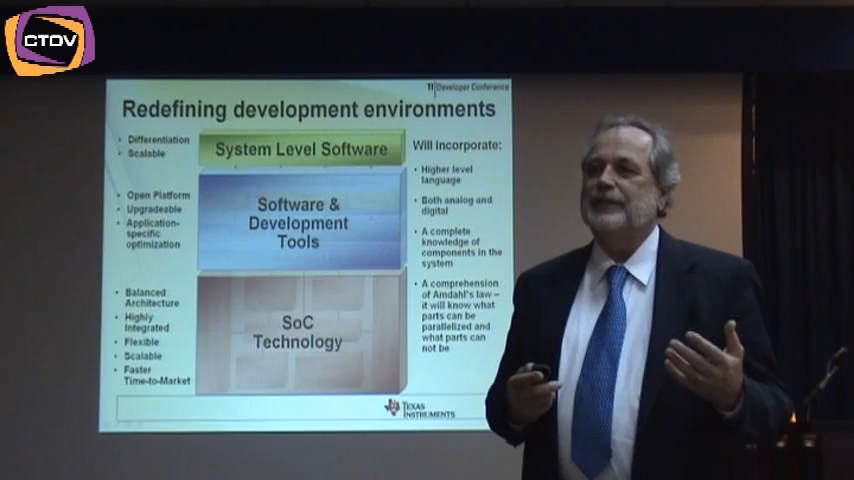 CTOV
TI Developer Conference
Redefining development environments
• Differentiation
• Scalable
System Level Software
Will incorporate:
• Open Platform
• Upgradeable
• Application-
specific
optimization
Software &
Development
Tools
• Higher level
language
• Both analog and
digital
• A complete
knowledge of
components in the
system
• A comprehension
of Amdahl's law –
it will know what
parts can be
parallelized and
what parts can
not be
• Balanced
Architecture
• Highly
Integrated
• Flexible
• Scalable
• Faster
Time-to-Market
SoC
Technology
TEXAS
INSTRUMENTS